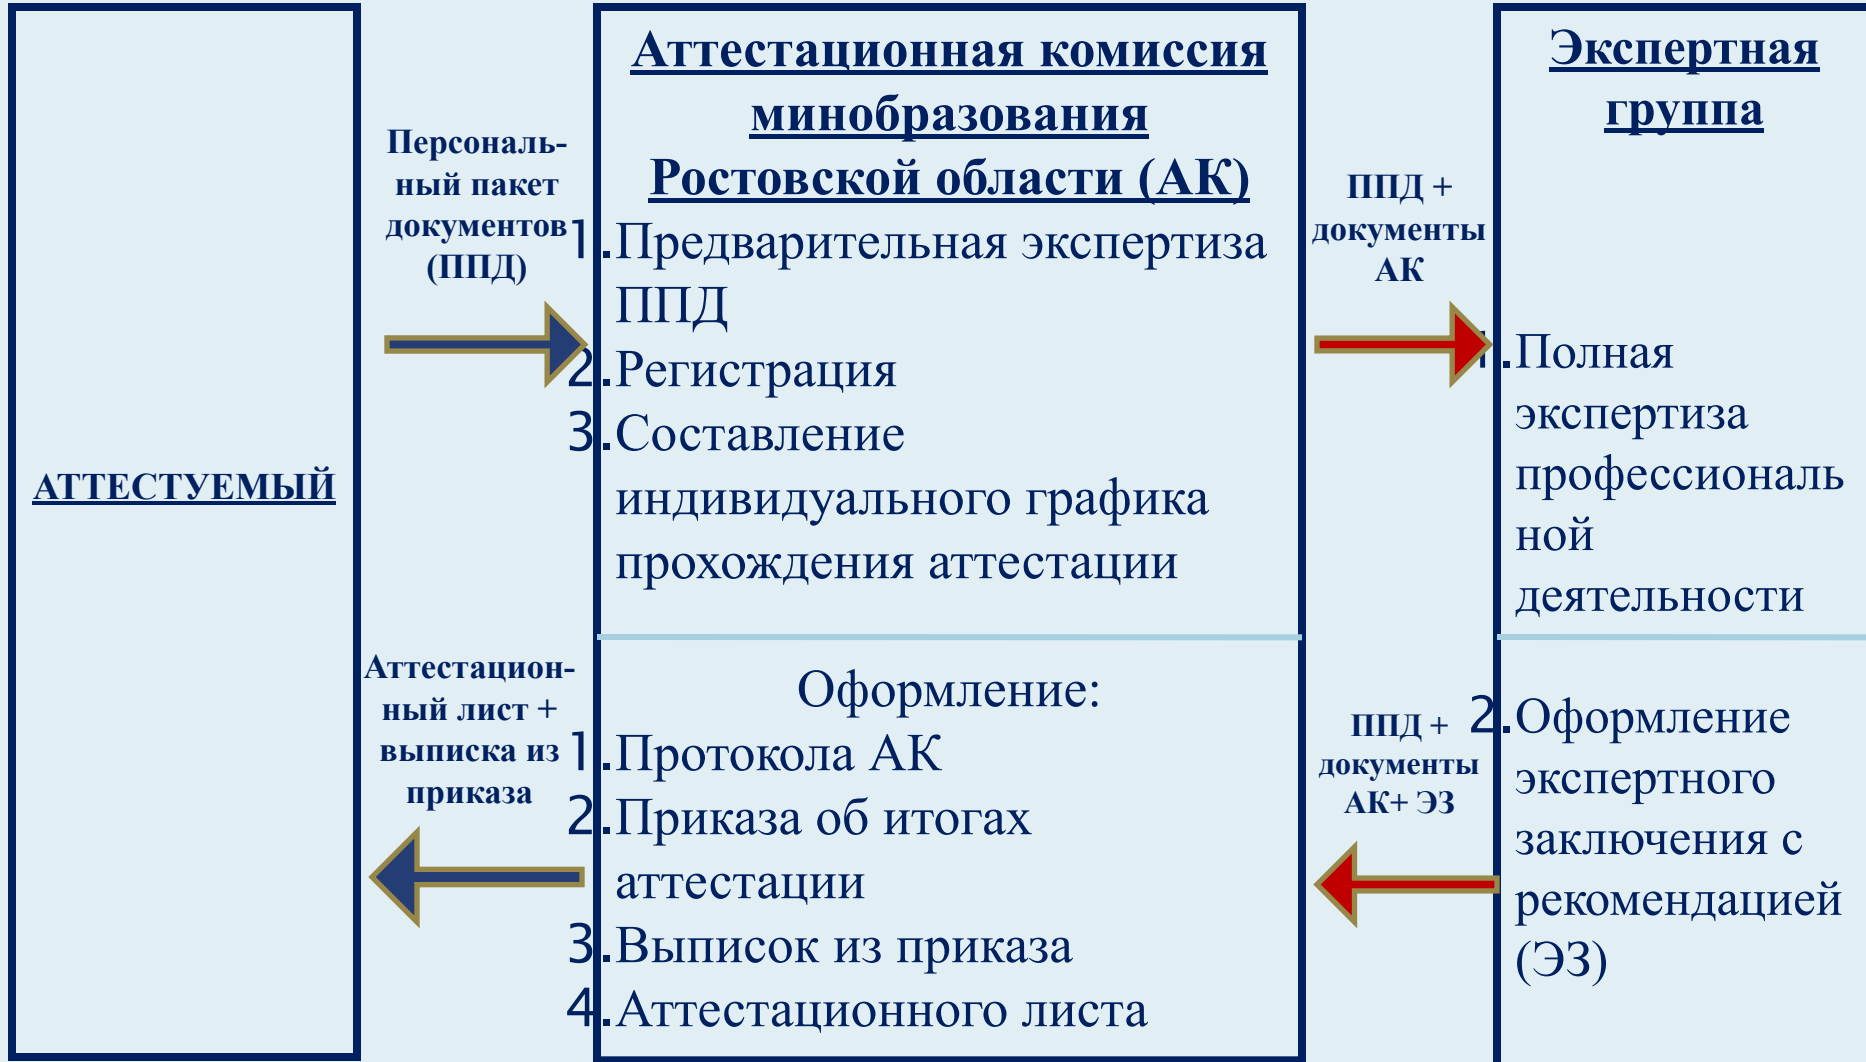 АТТЕСТУЕМЫЙ
Персональ-
ный пакет
документов
(ППД)
Аттестацион-
ный лист +
выписка из
приказа
Аттестационная комиссия
минобразования
Ростовской области (АК)
1.Предварительная экспертиза
ППД
2.Регистрация
3.Составление
индивидуального графика
прохождения аттестации
Оформление:
1.Протокола АК
2.Приказа об итогах
аттестации
3.Выписок из приказа
4.Аттестационного листа
ППД +
документы
АК
ППД +
документы
АК+ ЭЗ
Экспертная
группа
1.Полная
экспертиза
профессиональ
ной
деятельности
2.Оформление
экспертного
заключения с
рекомендацией
(ЭЗ)